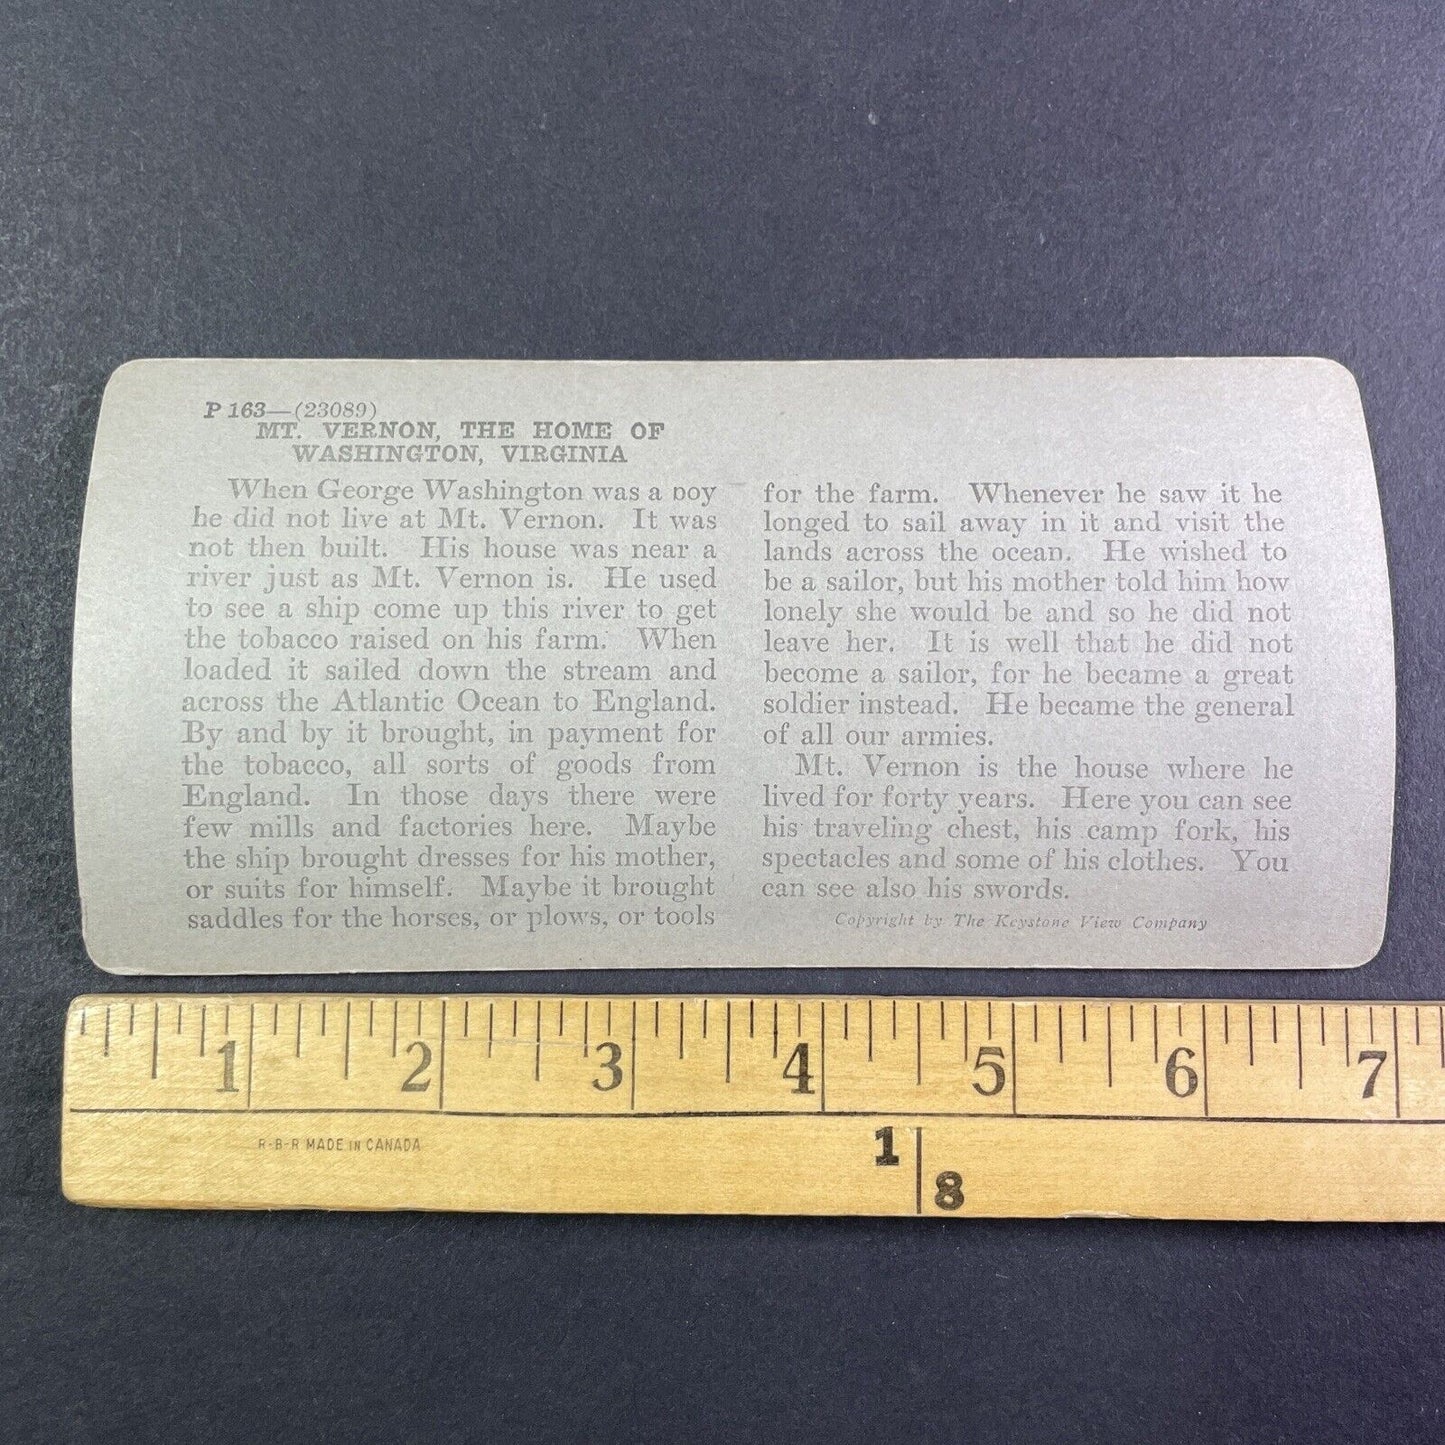 P 163—(23089)
MT. VERNON, THE HOME OF
WASHINGTON, VIRGINIA
When George Washington was a boy
he did not live at Mt. Vernon. It was
not then built. His house was near a
river just as Mt. Vernon is. He used
to see a ship come up this river to get
the tobacco raised on his farm. When
loaded it sailed down the stream and
across the Atlantic Ocean to England.
By and by it brought, in payment for
the tobacco, all sorts of goods from
England. In those days there were
few mills and factories here. Maybe
the ship brought dresses for his mother,
or suits for himself. Maybe it brought
saddles for the horses, or plows, or tools
for the farm. Whenever he saw it he
longed to sail away in it and visit the
lands across the ocean. He wished to
be a sailor, but his mother told him how
lonely she would be and so he did not
leave her. It is well that he did not
become a sailor, for he became a great
soldier instead. He became the general
of all our armies.
Mt. Vernon is the house where he
lived for forty years. Here you can see
his traveling chest, his camp fork, his
spectacles and some of his clothes. You
can see also his swords.
Copyright by The Keystone View Company
1 2 3 4 5 6 7
R-B-R MADE IN CANADA
1
8